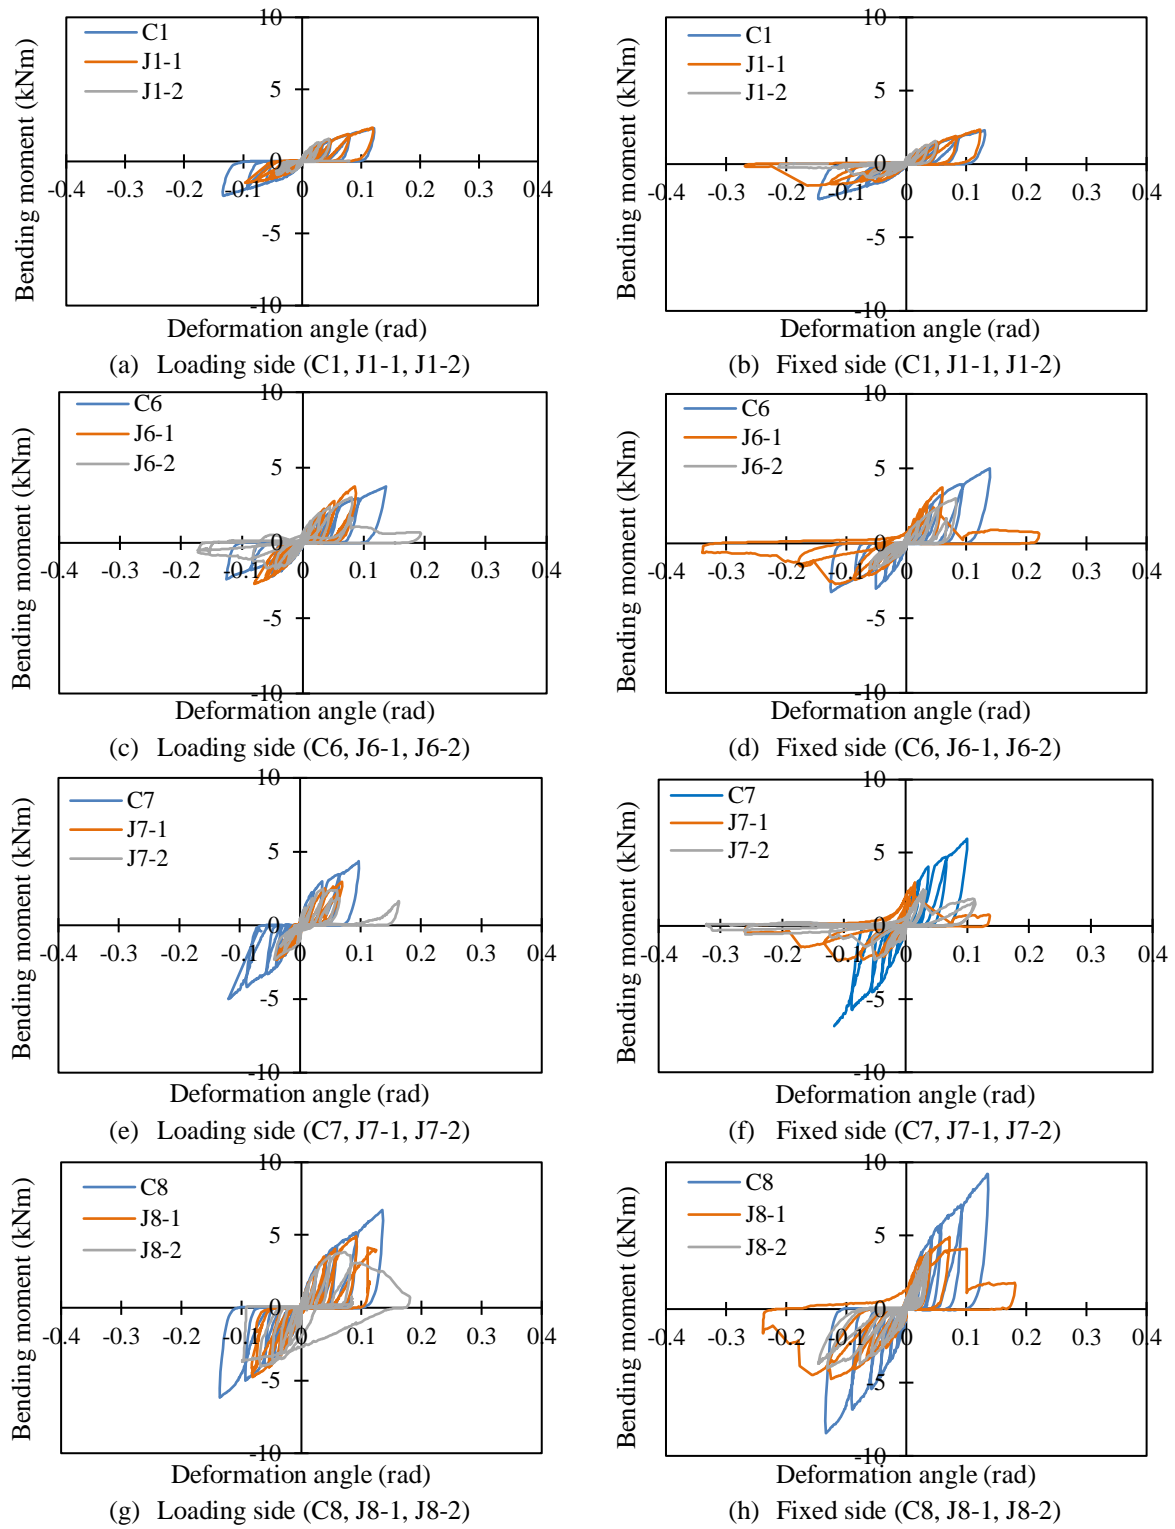 10
C1
J1-1
J1-2
5
0
-0.4 -0.3 -0.2 -0.1 0 0.1 0.2 0.3 0.4
-5
-10
Bending moment (kNm)
Deformation angle (rad)
(a) Loading side (C1, J1-1, J1-2)
10
C1
J1-1
J1-2
5
0
-0.4 -0.3 -0.2 -0.1 0 0.1 0.2 0.3 0.4
-5
-10
Bending moment (kNm)
Deformation angle (rad)
(b) Fixed side (C1, J1-1, J1-2)
10
C6
J6-1
J6-2
5
0
-0.4 -0.3 -0.2 -0.1 0 0.1 0.2 0.3 0.4
-5
-10
Bending moment (kNm)
Deformation angle (rad)
(c) Loading side (C6, J6-1, J6-2)
10
C6
J6-1
J6-2
5
0
-0.4 -0.3 -0.2 -0.1 0 0.1 0.2 0.3 0.4
-5
-10
Bending moment (kNm)
Deformation angle (rad)
(d) Fixed side (C6, J6-1, J6-2)
10
C7
J7-1
J7-2
5
0
-0.4 -0.3 -0.2 -0.1 0 0.1 0.2 0.3 0.4
-5
-10
Bending moment (kNm)
Deformation angle (rad)
(e) Loading side (C7, J7-1, J7-2)
10
C7
J7-1
J7-2
5
0
-0.4 -0.3 -0.2 -0.1 0 0.1 0.2 0.3 0.4
-5
-10
Bending moment (kNm)
Deformation angle (rad)
(f) Fixed side (C7, J7-1, J7-2)
10
C8
J8-1
J8-2
5
0
-0.4 -0.3 -0.2 -0.1 0 0.1 0.2 0.3 0.4
-5
-10
Bending moment (kNm)
Deformation angle (rad)
(g) Loading side (C8, J8-1, J8-2)
10
C8
J8-1
J8-2
5
0
-0.4 -0.3 -0.2 -0.1 0 0.1 0.2 0.3 0.4
-5
-10
Bending moment (kNm)
Deformation angle (rad)
(h) Fixed side (C8, J8-1, J8-2)